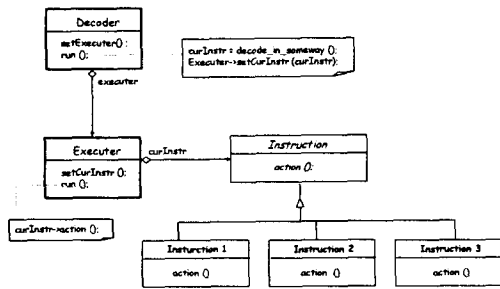 Decoder
setExecuter() ;
run ();
curInstr = decode_in_someway ();
Executer->setCurInstr (curInstr);
executer
Executer
setCurInstr ();
run();
curInstr
Instruction
action ();
curInstr->action ();
Insturction 1
action ()
Instruction 2
action ()
Instruction 3
action ()